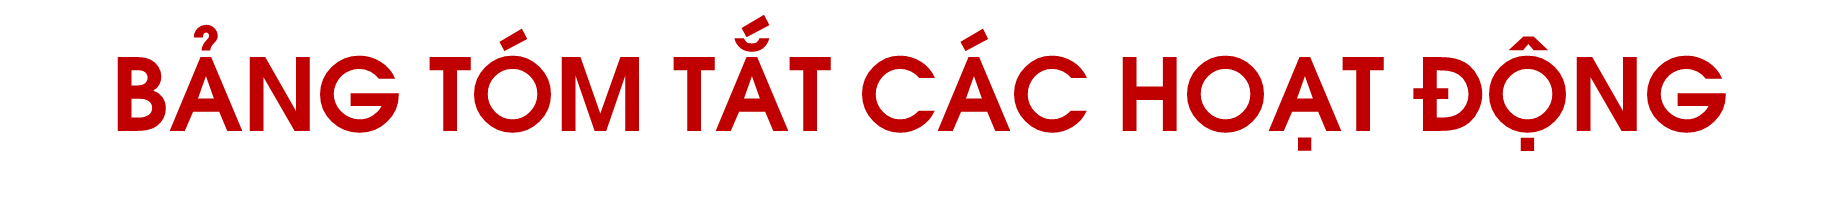 BẢNG TÓM TẮT CÁC HOẠT ĐỘNG